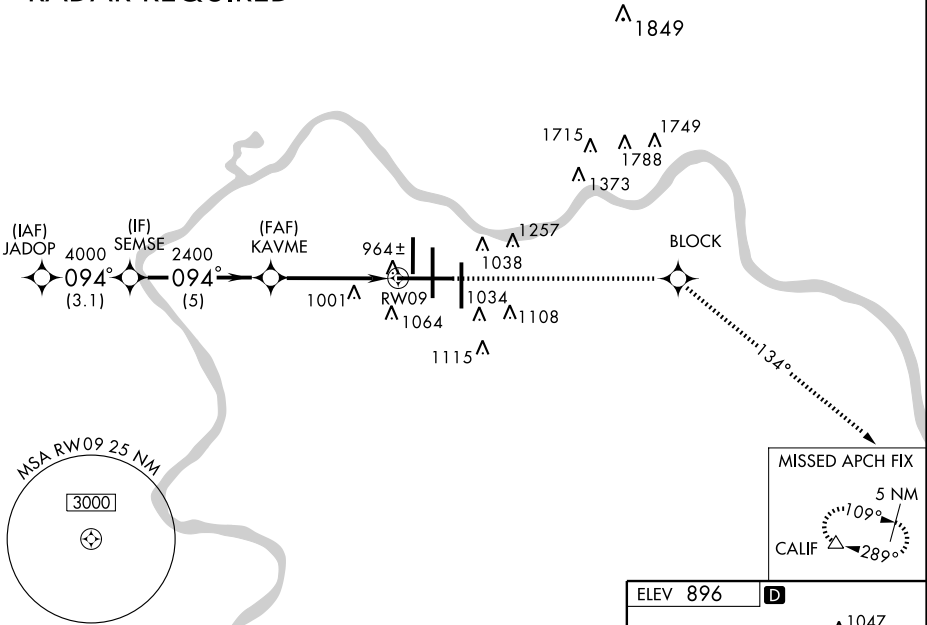 RADAR REQUIRED
1849
1715
1749
1788
1373
(IAF)
JADOP
4000
094°
(3.1)
(IF)
SEMSE
2400
094°
(5)
(FAF)
KAVME
964±
1257
1038
BLOCK
1001
RW09
1064
1034
1108
1115
134°
MSA RW09 25 NM
3000
MISSED APCH FIX
5 NM
109°
CALIF
289°
ELEV 896
D
1047